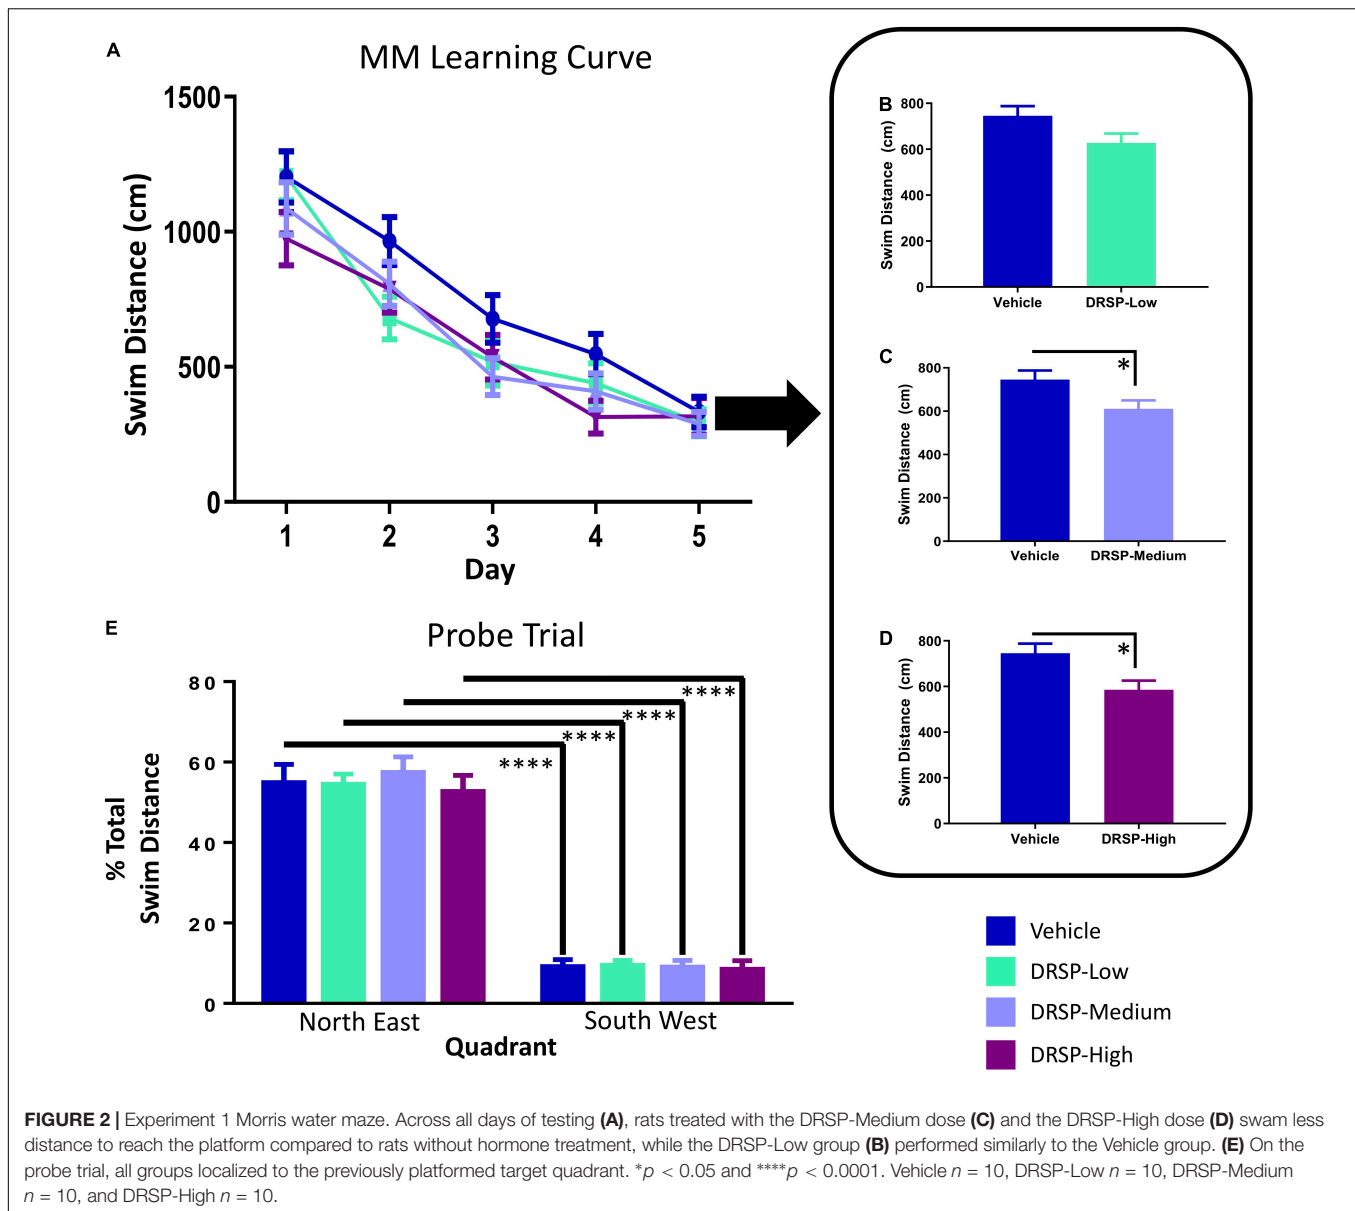 A
MM Learning Curve
1500
1000
500
0
Swim Distance (cm)
1 2 3 4 5
Day
B
800
600
400
200
0
Swim Distance (cm)
Vehicle DRSP-Low
C
*
800
600
400
200
0
Swim Distance (cm)
Vehicle DRSP-Medium
D
*
800
600
400
200
0
Swim Distance (cm)
Vehicle DRSP-High
E
Probe Trial
80
60
40
20
0
% Total
Swim Distance
****
****
****
****
North East South West
Quadrant
Vehicle
DRSP-Low
DRSP-Medium
DRSP-High
FIGURE 2 | Experiment 1 Morris water maze. Across all days of testing (A), rats treated with the DRSP-Medium dose (C) and the DRSP-High dose (D) swam less
distance to reach the platform compared to rats without hormone treatment, while the DRSP-Low group (B) performed similarly to the Vehicle group. (E) On the
probe trial, all groups localized to the previously platformed target quadrant. *p < 0.05 and ****p < 0.0001. Vehicle n = 10, DRSP-Low n = 10, DRSP-Medium
n = 10, and DRSP-High n = 10.